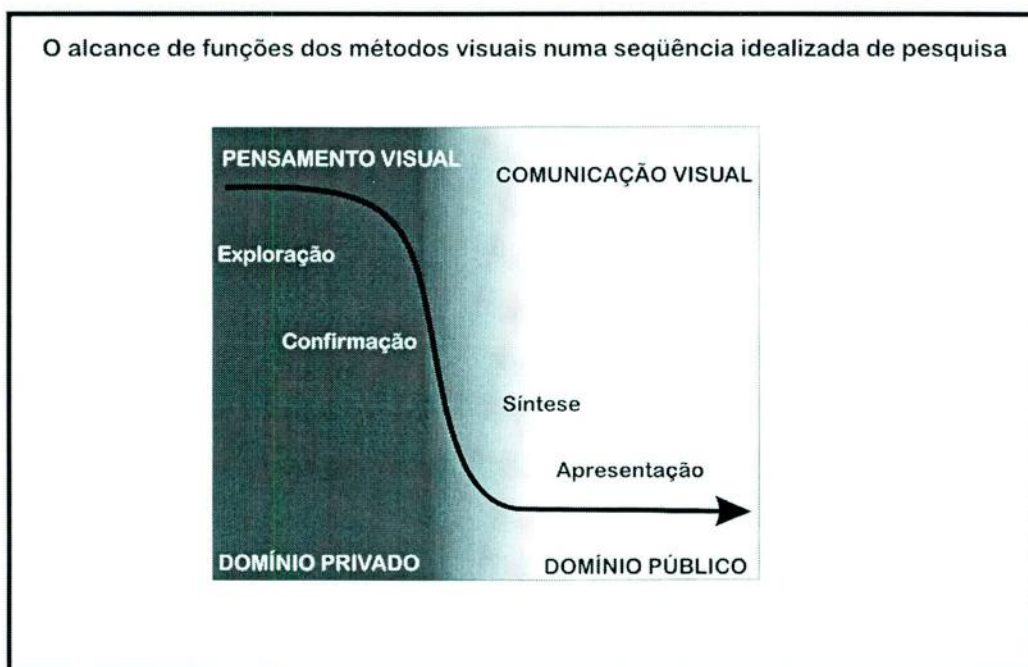 O alcance de funções dos métodos visuais numa seqüência idealizada de pesquisa
PENSAMENTO VISUAL
COMUNICAÇÃO VISUAL
Exploração
Confirmação
Síntese
Apresentação
DOMÍNIO PRIVADO
DOMÍNIO PÚBLICO